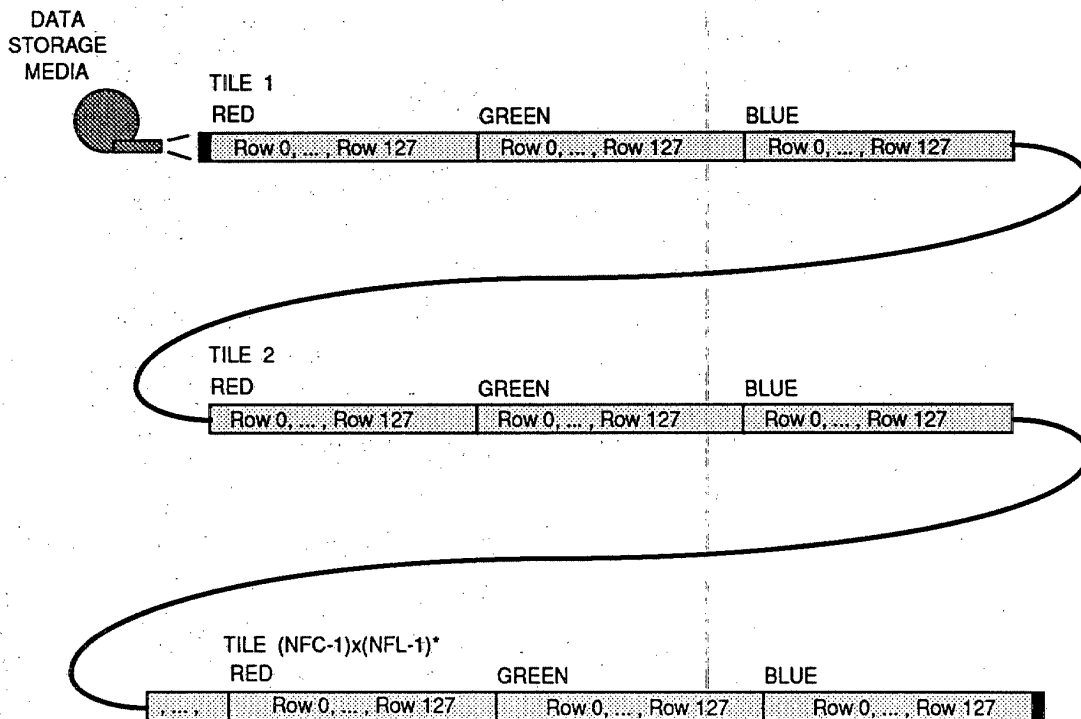 DATA
STORAGE
MEDIA
TILE 1
RED GREEN BLUE
Row 0, ... , Row 127 Row 0, ... , Row 127 Row 0, ... , Row 127
TILE 2
RED GREEN BLUE
Row 0, ... , Row 127 Row 0, ... , Row 127 Row 0, ... , Row 127
TILE (NFC-1)x(NFL-1)*
RED GREEN BLUE
, ... , Row 0, ... , Row 127 Row 0, ... , Row 127 Row 0, ... , Row 127